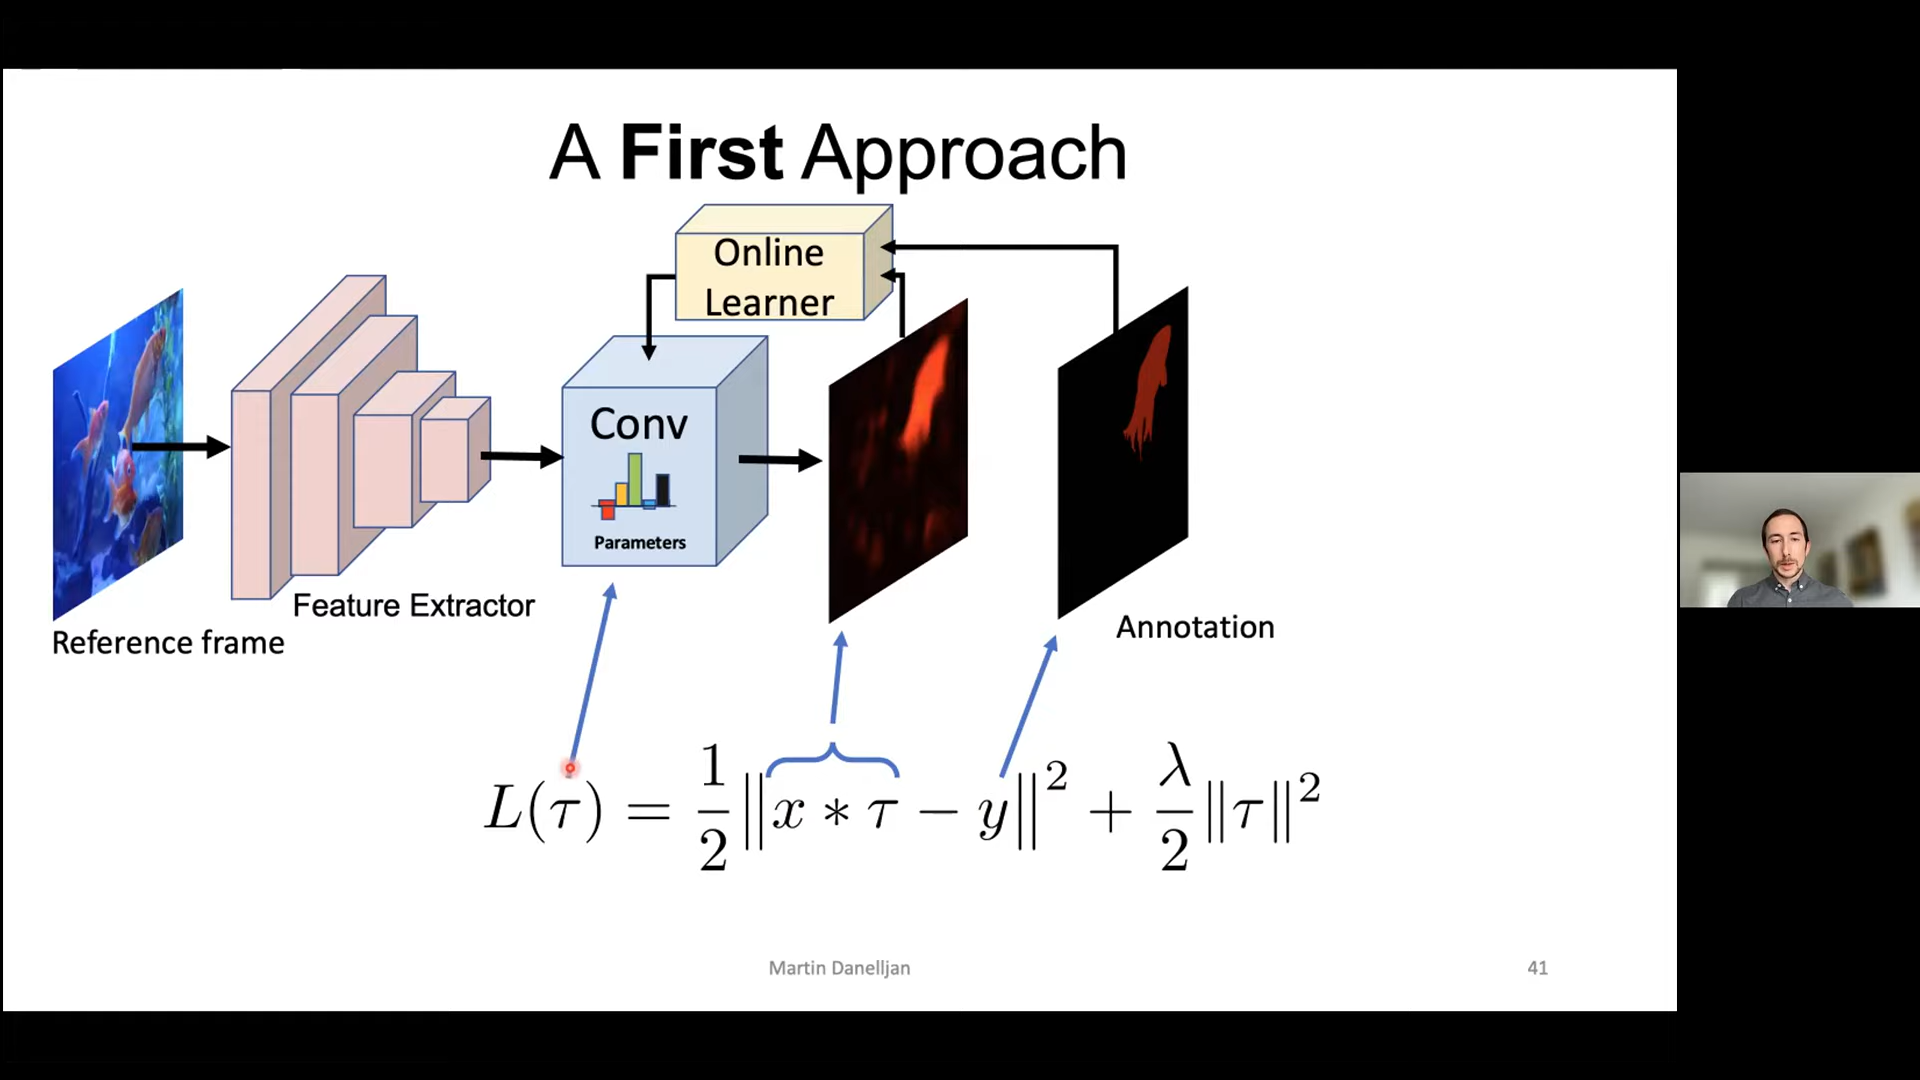 A First Approach
Online
Learner
Conv
Parameters
Feature Extractor
Reference frame
Annotation
L(τ) = 1/2 ‖x * τ − y‖² + λ/2 ‖τ‖²
Martin Danelljan
41